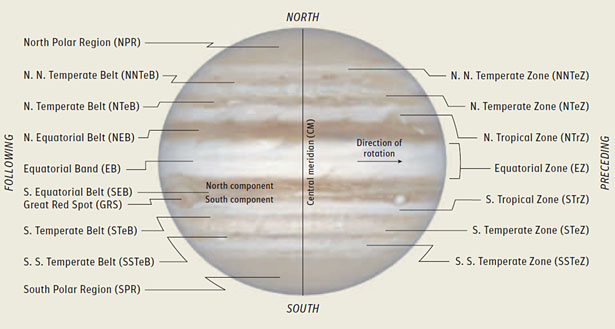 NORTH
North Polar Region (NPR)
N. N. Temperate Belt (NNTeB)
N. Temperate Belt (NTeB)
N. Equatorial Belt (NEB)
Equatorial Band (EB)
S. Equatorial Belt (SEB)
Great Red Spot (GRS)
S. Temperate Belt (STeB)
S. S. Temperate Belt (SSTeB)
South Polar Region (SPR)
FOLLOWING
North component
South component
Central meridian (CM)
Direction of
rotation
N. N. Temperate Zone (NNTeZ)
N. Temperate Zone (NTeZ)
N. Tropical Zone (NTrZ)
Equatorial Zone (EZ)
S. Tropical Zone (STrZ)
S. Temperate Zone (STeZ)
S. S. Temperate Zone (SSTeZ)
PRECEDING
SOUTH